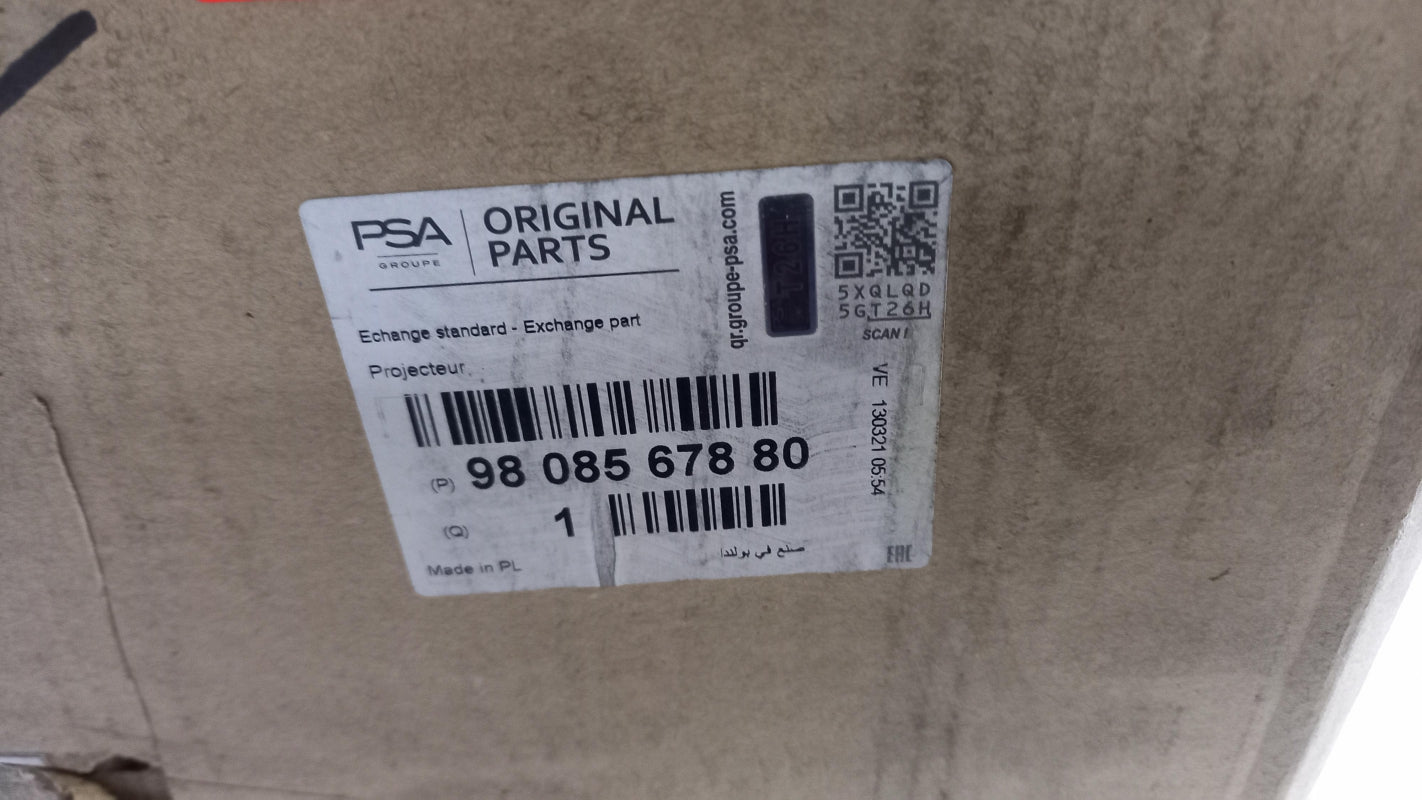 PSA
GROUPE
ORIGINAL
PARTS
qr.groupe-psa.com
T26H
5XQLQD
5GT26H
SCAN !
Echange standard - Exchange part
Projecteur
(P) 98 085 678 80
(Q) 1
VE 130321 05:54
Made in PL
صنع في بولندا
EAC